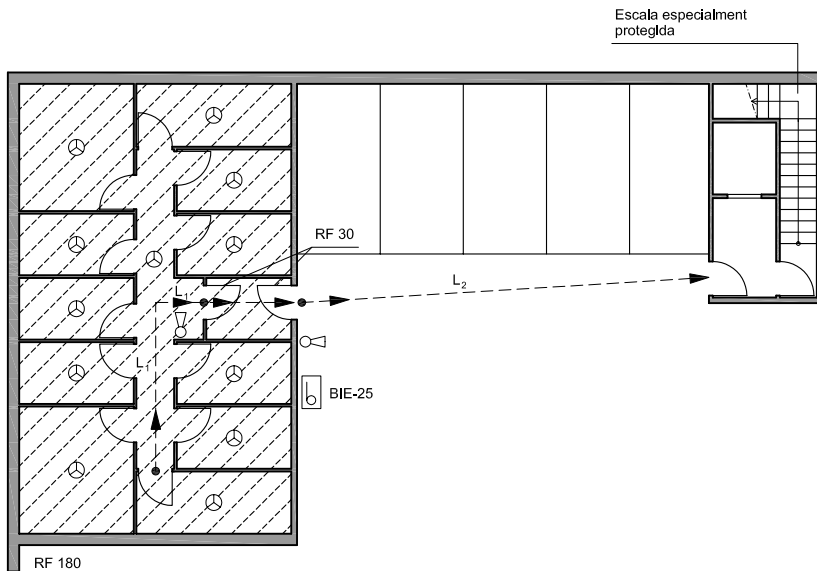 Escala especialment
protegida
RF 30
L1
L2
L1
BIE-25
RF 180